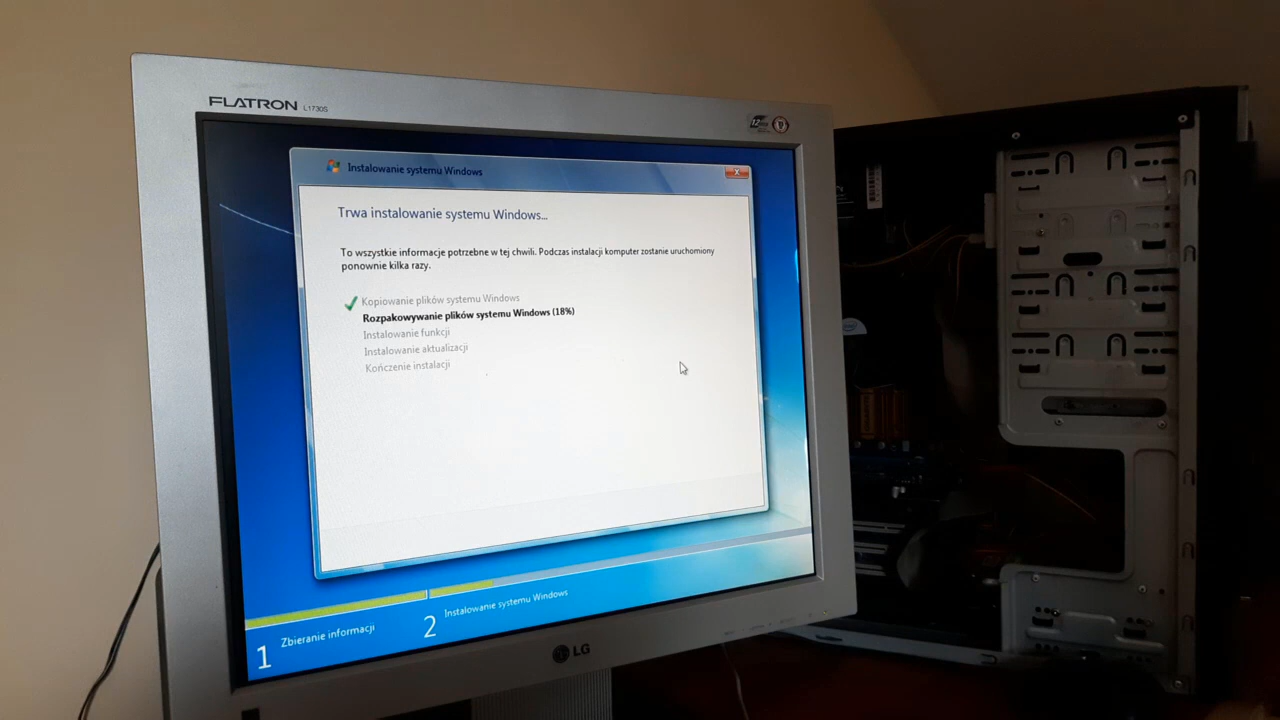 FLATRON L1730S
Instalowanie systemu Windows
Trwa instalowanie systemu Windows...
To wszystkie informacje potrzebne w tej chwili. Podczas instalacji komputer zostanie uruchomiony
ponownie kilka razy.
Kopiowanie plików systemu Windows
Rozpakowywanie plików systemu Windows (18%)
Instalowanie funkcji
Instalowanie aktualizacji
Kończenie instalacji
1 Zbieranie informacji
2 Instalowanie systemu Windows
LG
intel